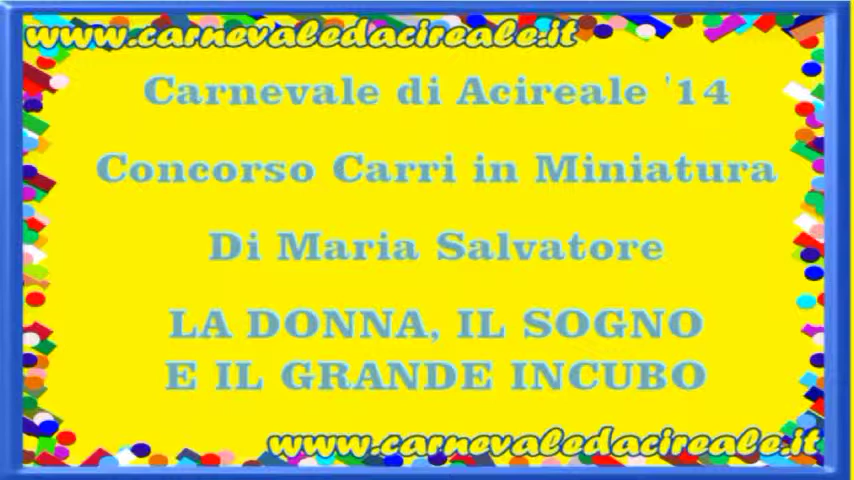 www.carnevaledacireale.it
Carnevale di Acireale '14
Concorso Carri in Miniatura
Di Maria Salvatore
LA DONNA, IL SOGNO
E IL GRANDE INCUBO
www.carnevaledacireale.it